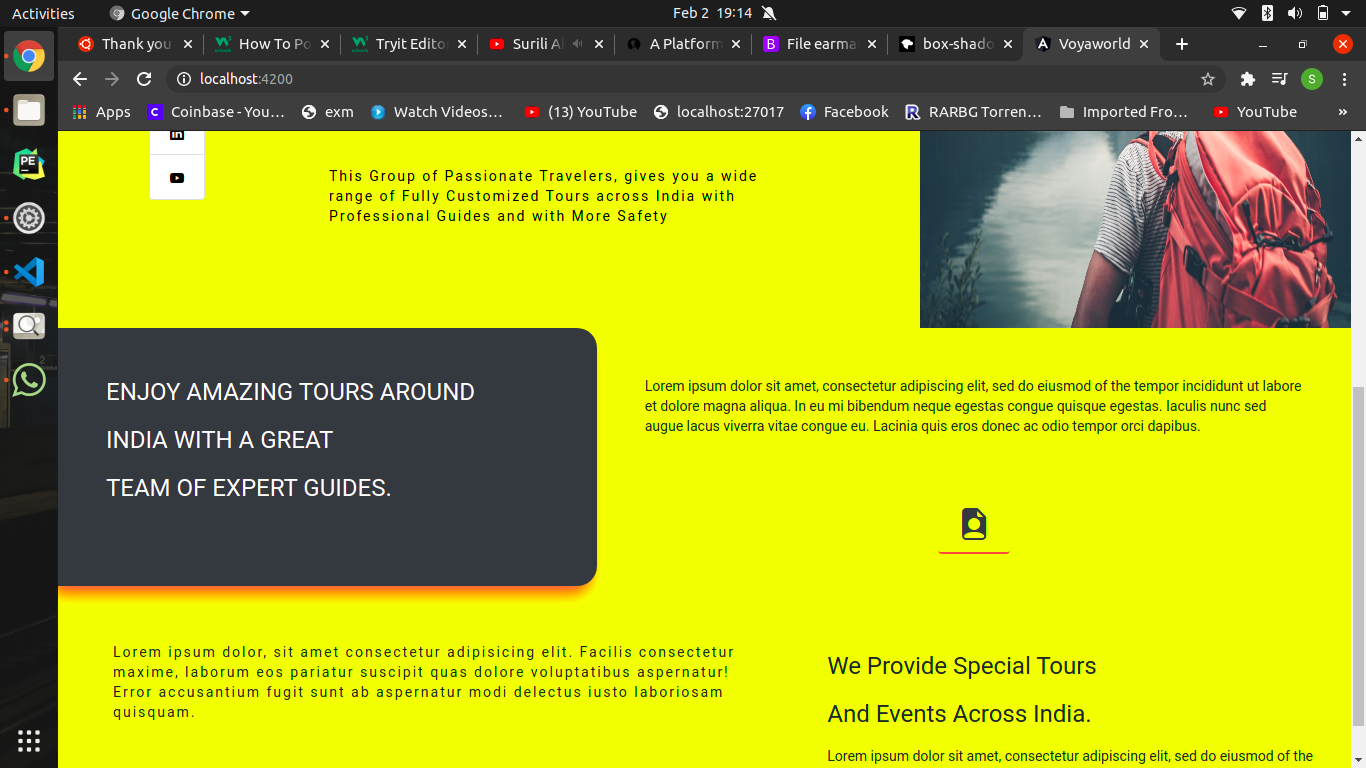 Activities
Google Chrome
Feb 2 19:14
Thank you
How To Po
Tryit Edito
Surili A
A Platform
File earma
box-shado
Voyaworld
localhost:4200
S
Apps
Coinbase - You…
exm
Watch Videos…
(13) YouTube
localhost:27017
Facebook
RARBG Torren…
Imported Fro…
YouTube
»
PE
2
This Group of Passionate Travelers, gives you a wide
range of Fully Customized Tours across India with
Professional Guides and with More Safety
ENJOY AMAZING TOURS AROUND
INDIA WITH A GREAT
TEAM OF EXPERT GUIDES.
Lorem ipsum dolor sit amet, consectetur adipiscing elit, sed do eiusmod of the tempor incididunt ut labore
et dolore magna aliqua. In eu mi bibendum neque egestas congue quisque egestas. Iaculis nunc sed
augue lacus viverra vitae congue eu. Lacinia quis eros donec ac odio tempor orci dapibus.
Lorem ipsum dolor, sit amet consectetur adipisicing elit. Facilis consectetur
maxime, laborum eos pariatur suscipit quas dolore voluptatibus aspernatur!
Error accusantium fugit sunt ab aspernatur modi delectus iusto laboriosam
quisquam.
We Provide Special Tours
And Events Across India.
Lorem ipsum dolor sit amet, consectetur adipiscing elit, sed do eiusmod of the